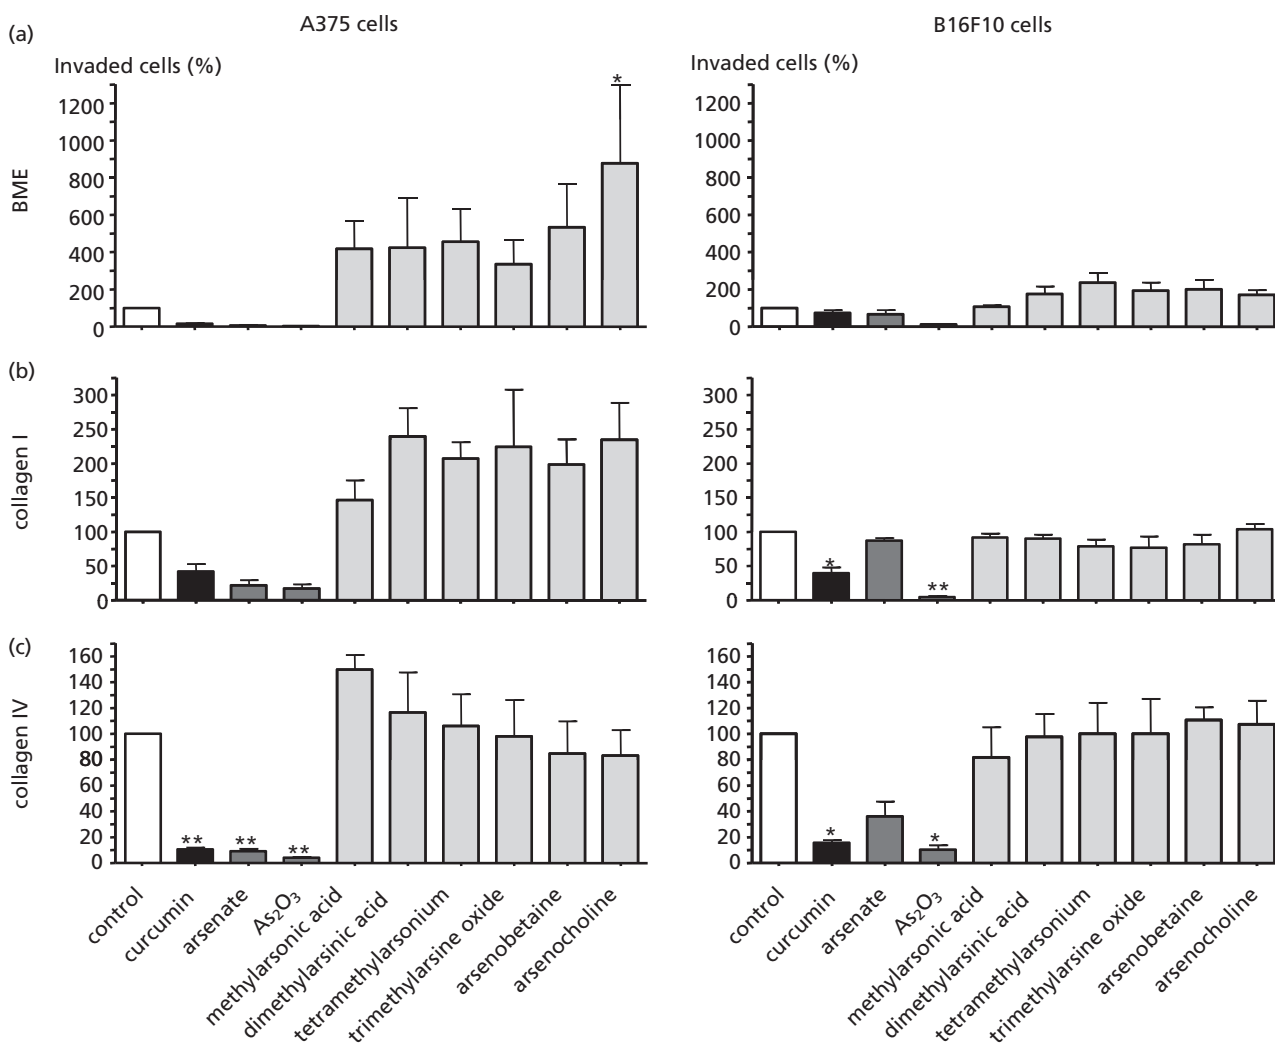 A375 cells
B16F10 cells
(a)
Invaded cells (%)
Invaded cells (%)
BME
1200
1000
800
600
400
200
0
*
1200
1000
800
600
400
200
0
(b)
collagen I
300
250
200
150
100
50
0
300
250
200
150
100
50
0
*
**
(c)
collagen IV
160
140
120
100
80
60
40
20
0
**
**
**
160
140
120
100
80
60
40
20
0
*
*
control
curcumin
arsenate
As₂O₃
methylarsonic acid
dimethylarsinic acid
tetramethylarsonium
trimethylarsine oxide
arsenobetaine
arsenocholine
control
curcumin
arsenate
As₂O₃
methylarsonic acid
dimethylarsinic acid
tetramethylarsonium
trimethylarsine oxide
arsenobetaine
arsenocholine